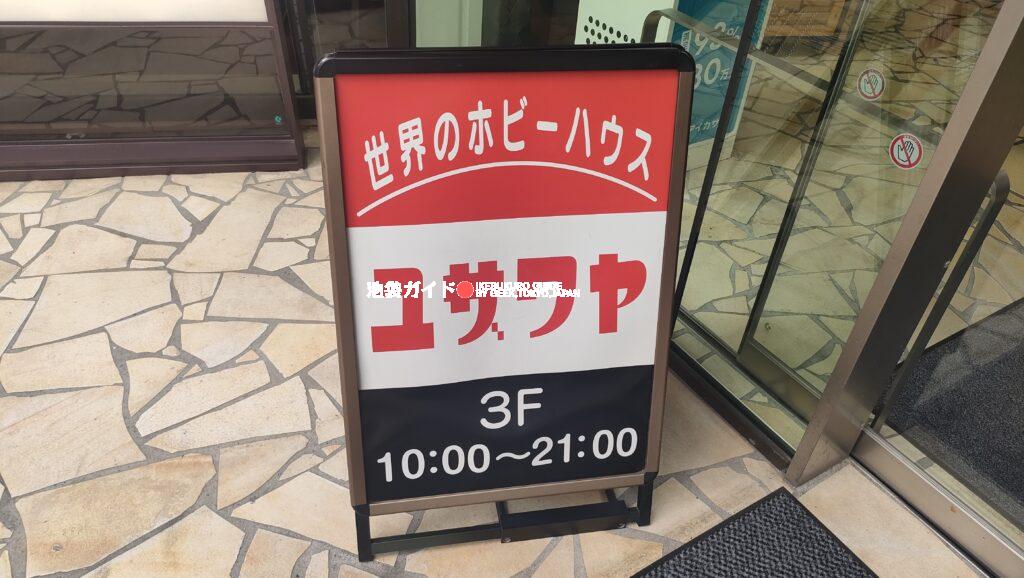 世界のホビーハウス
ユザワヤ
池袋ガイド IKEBUKURO GUIDE
BY GEEK, TOKYO, JAPAN
3F
10:00～21:00